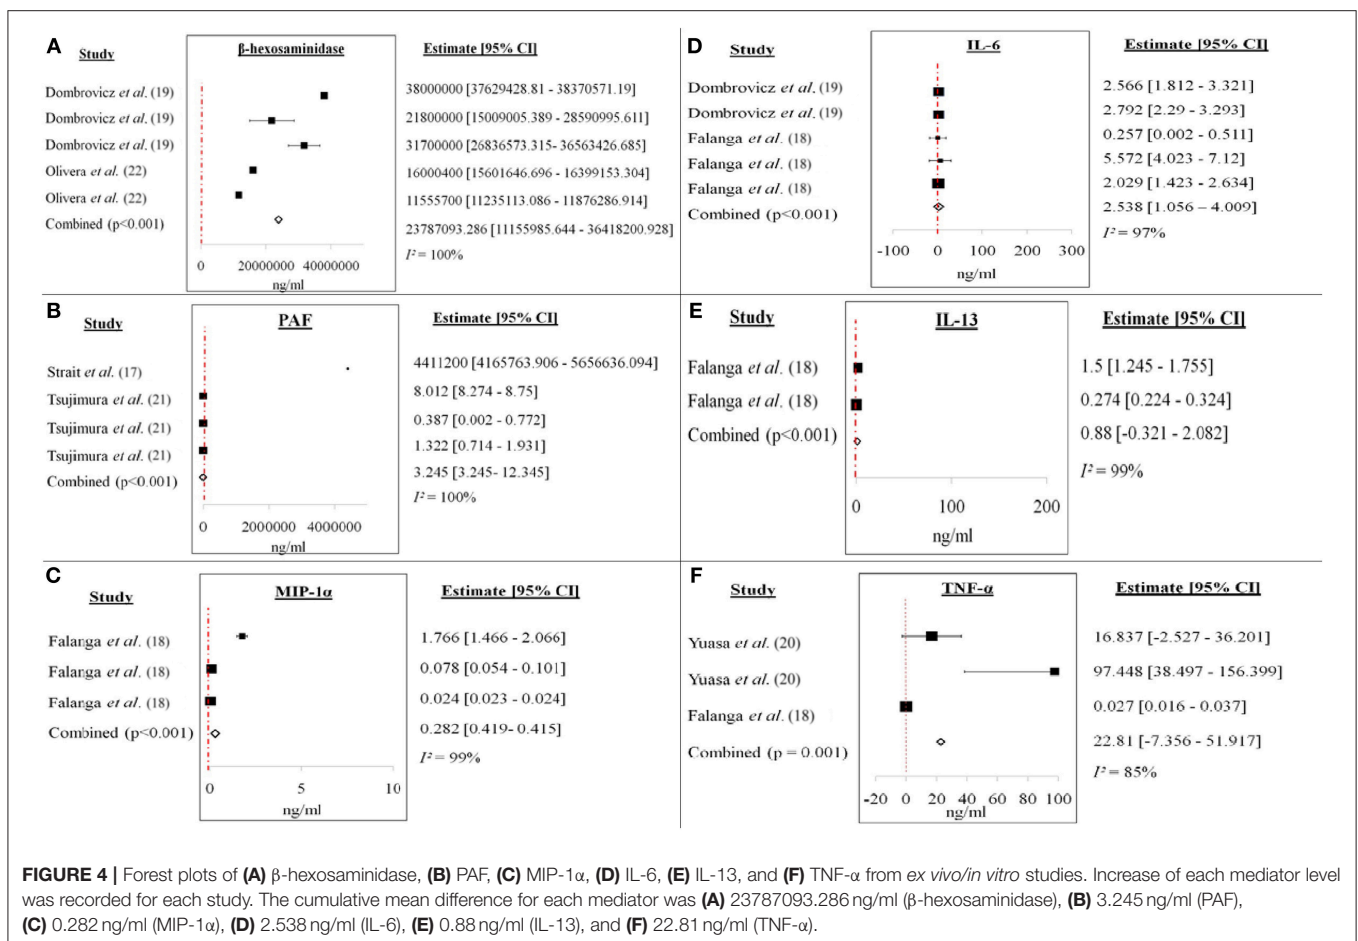 A
Study
β-hexosaminidase
Estimate [95% CI]
Dombrovicz et al. (19)
38000000 [37629428.81 - 38370571.19]
Dombrovicz et al. (19)
21800000 [15009005.389 - 28590995.611]
Dombrovicz et al. (19)
31700000 [26836573.315- 36563426.685]
Olivera et al. (22)
16000400 [15601646.696 - 16399153.304]
Olivera et al. (22)
11555700 [11235113.086 - 11876286.914]
Combined (p<0.001)
23787093.286 [11155985.644 - 36418200.928]
I² = 100%
0 20000000 40000000
ng/ml
B
Study
PAF
Estimate [95% CI]
Strait et al. (17)
4411200 [4165763.906 - 5656636.094]
Tsujimura et al. (21)
8.012 [8.274 - 8.75]
Tsujimura et al. (21)
0.387 [0.002 - 0.772]
Tsujimura et al. (21)
1.322 [0.714 - 1.931]
Combined (p<0.001)
3.245 [3.245- 12.345]
I² = 100%
0 2000000 4000000
ng/ml
C
Study
MIP-1α
Estimate [95% CI]
Falanga et al. (18)
1.766 [1.466 - 2.066]
Falanga et al. (18)
0.078 [0.054 - 0.101]
Falanga et al. (18)
0.024 [0.023 - 0.024]
Combined (p<0.001)
0.282 [0.419- 0.415]
I² = 99%
0 5 10
ng/ml
D
Study
IL-6
Estimate [95% CI]
Dombrovicz et al. (19)
2.566 [1.812 - 3.321]
Dombrovicz et al. (19)
2.792 [2.29 - 3.293]
Falanga et al. (18)
0.257 [0.002 - 0.511]
Falanga et al. (18)
5.572 [4.023 - 7.12]
Falanga et al. (18)
2.029 [1.423 - 2.634]
Combined (p<0.001)
2.538 [1.056 – 4.009]
I² = 97%
-100 0 100 200 300
ng/ml
E
Study
IL-13
Estimate [95% CI]
Falanga et al. (18)
1.5 [1.245 - 1.755]
Falanga et al. (18)
0.274 [0.224 - 0.324]
Combined (p<0.001)
0.88 [-0.321 - 2.082]
I² = 99%
0 100 200
ng/ml
F
Study
TNF-α
Estimate [95% CI]
Yuasa et al. (20)
16.837 [-2.527 - 36.201]
Yuasa et al. (20)
97.448 [38.497 - 156.399]
Falanga et al. (18)
0.027 [0.016 - 0.037]
Combined (p = 0.001)
22.81 [-7.356 - 51.917]
I² = 85%
-20 0 20 40 60 80 100
ng/ml
FIGURE 4 | Forest plots of (A) β-hexosaminidase, (B) PAF, (C) MIP-1α, (D) IL-6, (E) IL-13, and (F) TNF-α from ex vivo/in vitro studies. Increase of each mediator level
was recorded for each study. The cumulative mean difference for each mediator was (A) 23787093.286 ng/ml (β-hexosaminidase), (B) 3.245 ng/ml (PAF),
(C) 0.282 ng/ml (MIP-1α), (D) 2.538 ng/ml (IL-6), (E) 0.88 ng/ml (IL-13), and (F) 22.81 ng/ml (TNF-α).